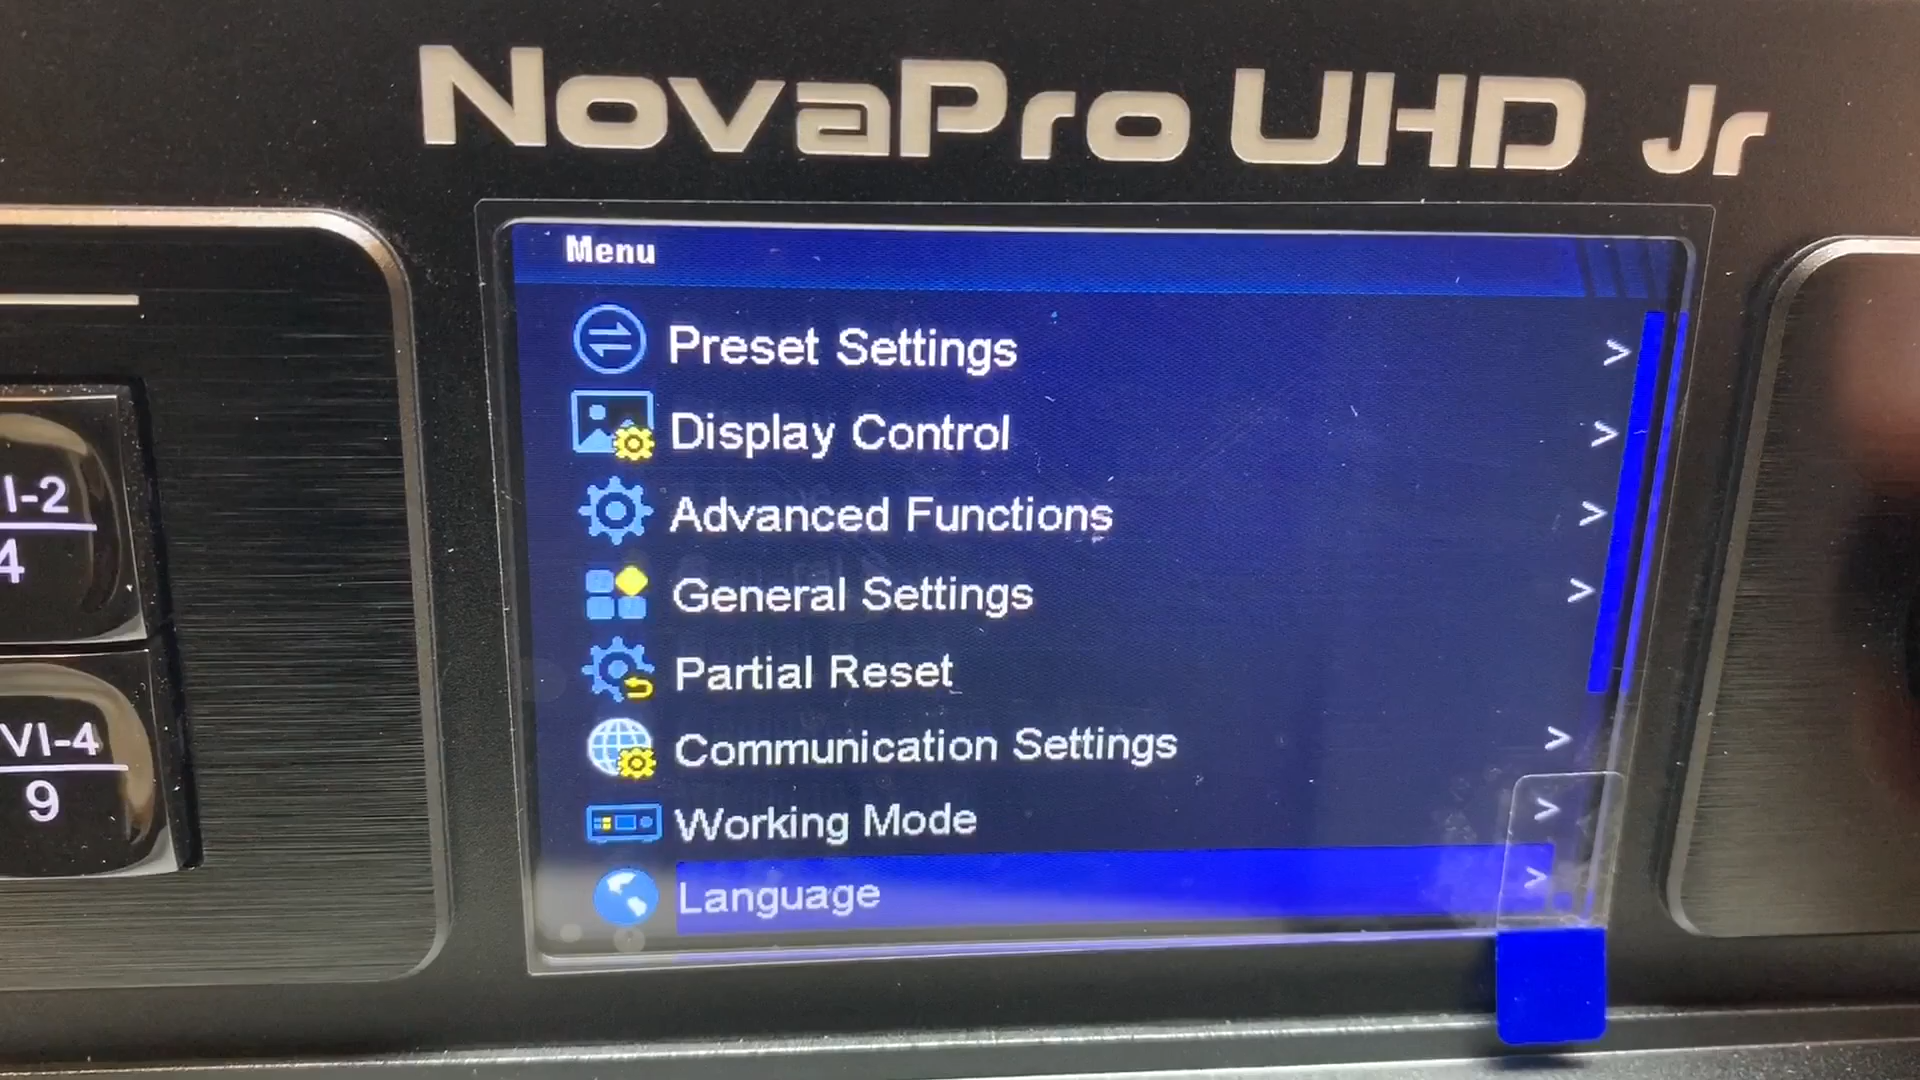 NovaPro UHD Jr
Menu
Preset Settings >
Display Control >
Advanced Functions >
General Settings >
Partial Reset
Communication Settings >
Working Mode >
Language >
I-2
4
VI-4
9